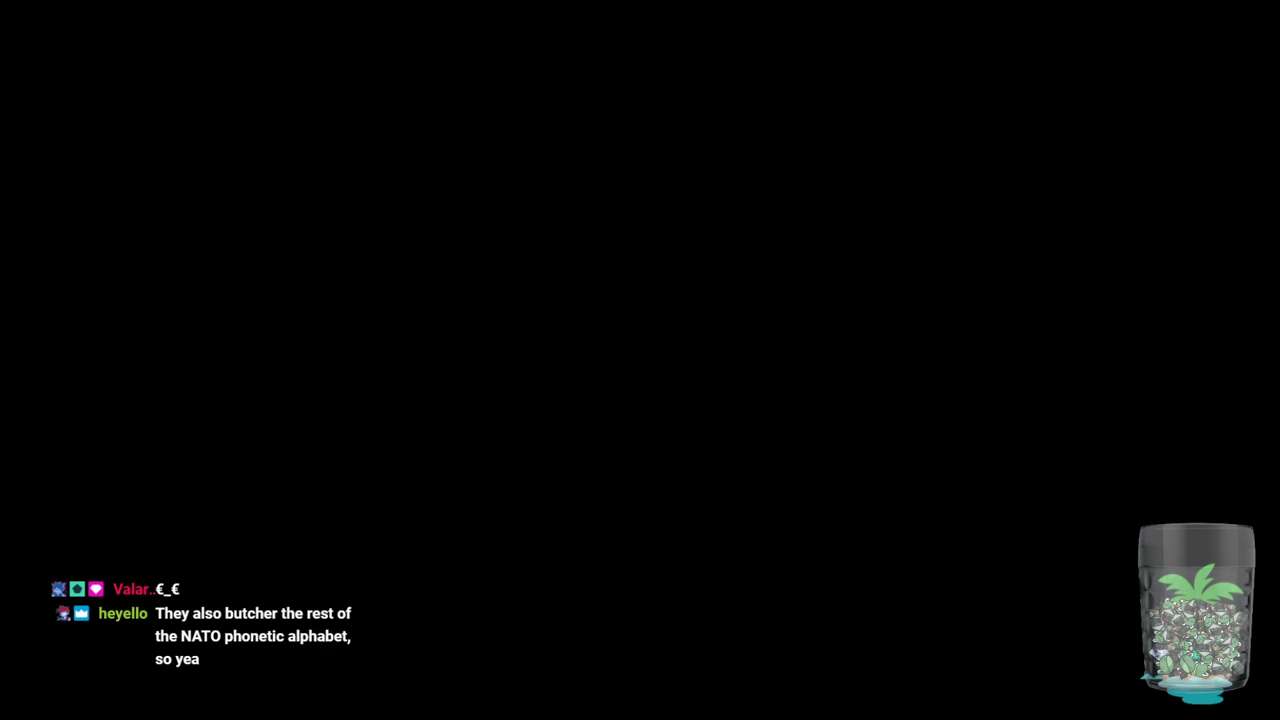 Valar..€_€
heyello They also butcher the rest of
the NATO phonetic alphabet,
so yea